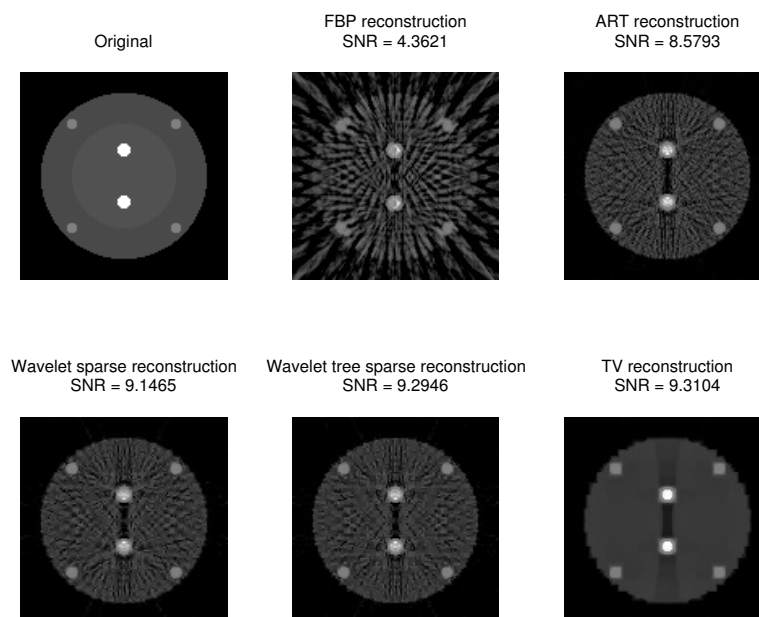 Original
FBP reconstruction
SNR = 4.3621
ART reconstruction
SNR = 8.5793
Wavelet sparse reconstruction
SNR = 9.1465
Wavelet tree sparse reconstruction
SNR = 9.2946
TV reconstruction
SNR = 9.3104